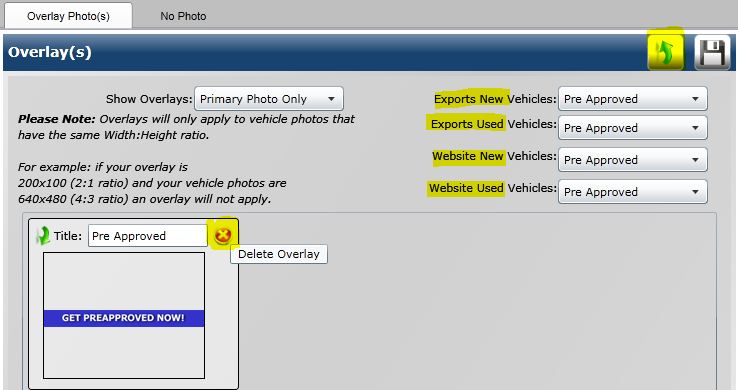 Overlay Photo(s)
No Photo
Overlay(s)
Show Overlays: Primary Photo Only
Please Note: Overlays will only apply to vehicle photos that
have the same Width:Height ratio.
For example: if your overlay is
200x100 (2:1 ratio) and your vehicle photos are
640x480 (4:3 ratio) an overlay will not apply.
Exports New Vehicles: Pre Approved
Exports Used Vehicles: Pre Approved
Website New Vehicles: Pre Approved
Website Used Vehicles: Pre Approved
Title: Pre Approved
Delete Overlay
GET PREAPPROVED NOW!